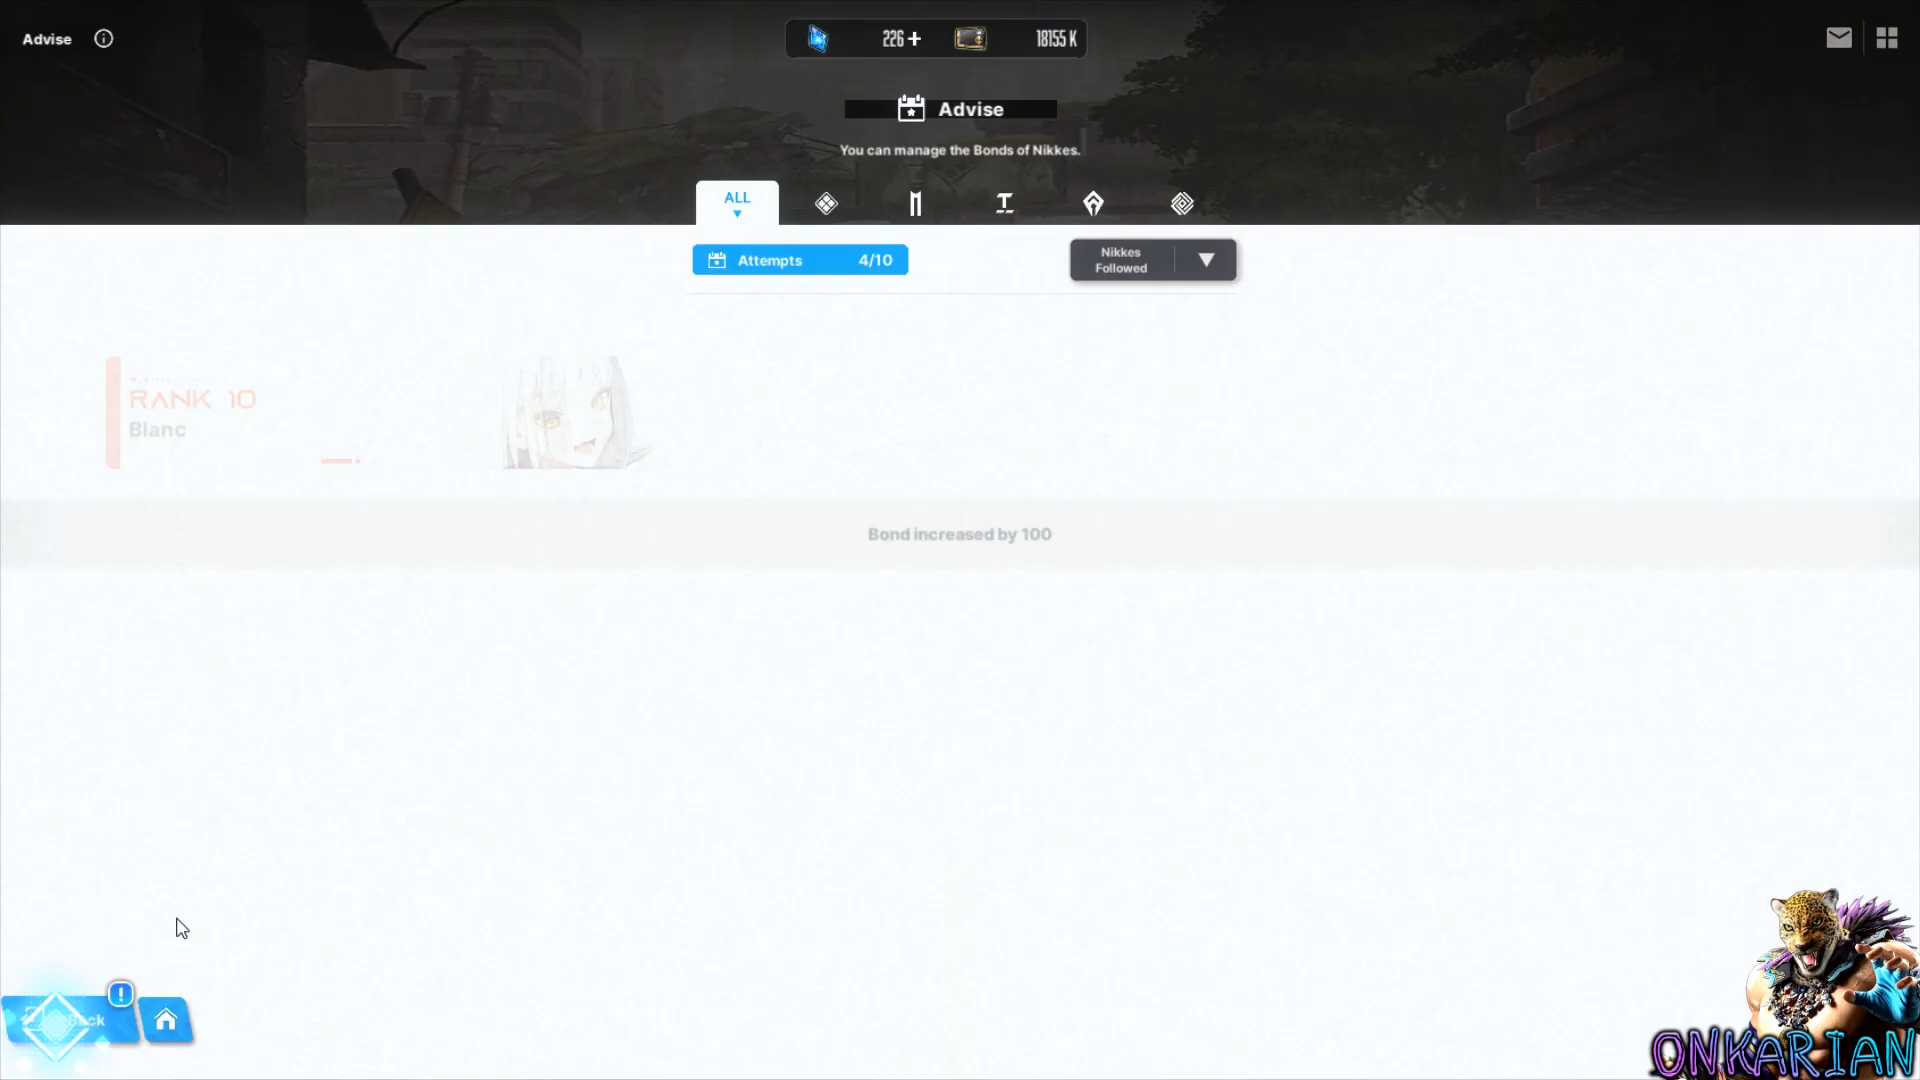 Advise
226+
18155 K
Advise
You can manage the Bonds of Nikkes.
ALL
Attempts 4/10
Nikkes
Followed
RANK 10
Blanc
Bond increased by 100
Back
ONKARIAN